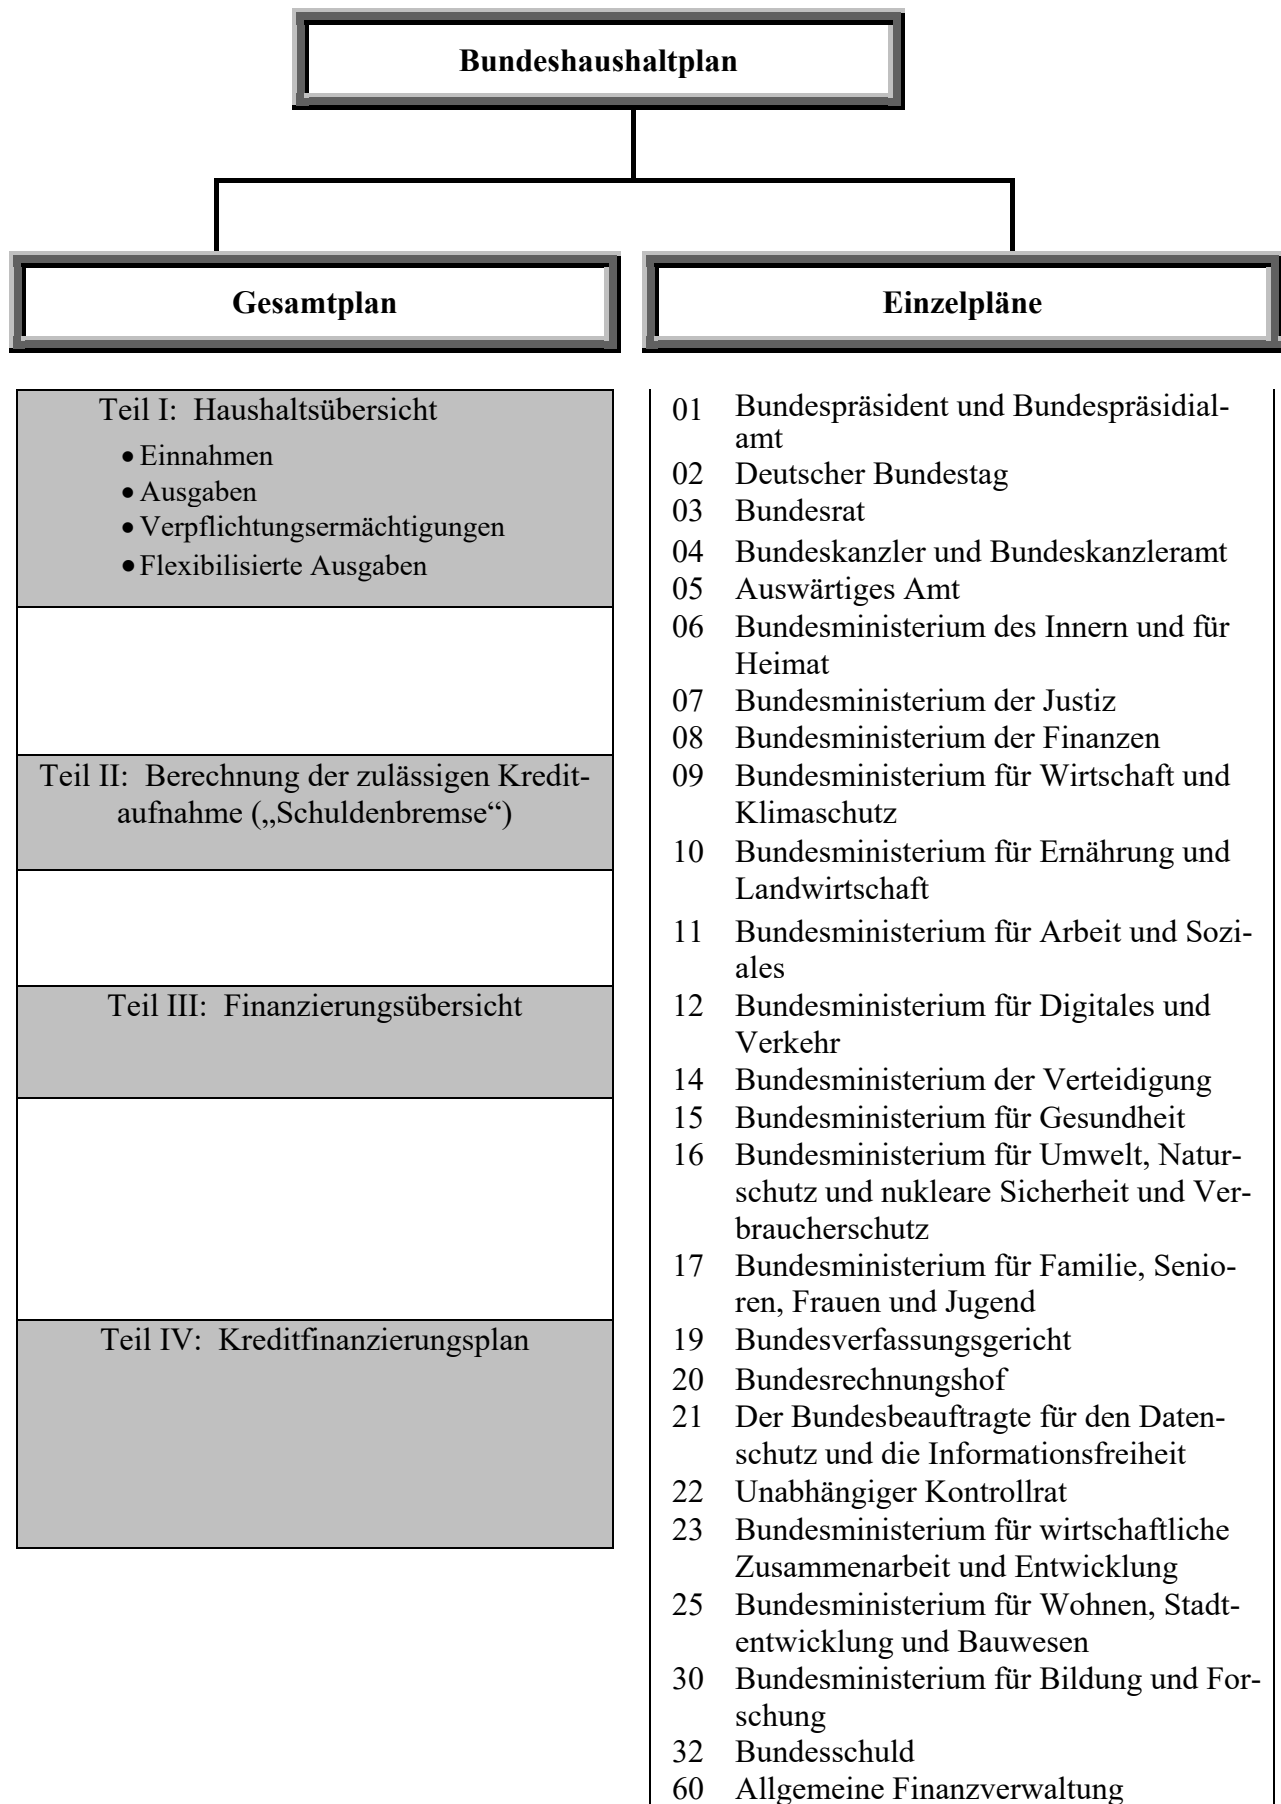 Bundeshaushaltplan
Gesamtplan
Einzelpläne
Teil I: Haushaltsübersicht
• Einnahmen
• Ausgaben
• Verpflichtungsermächtigungen
• Flexibilisierte Ausgaben
Teil II: Berechnung der zulässigen Kredit-
aufnahme („Schuldenbremse“)
Teil III: Finanzierungsübersicht
Teil IV: Kreditfinanzierungsplan
01 Bundespräsident und Bundespräsidial-
amt
02 Deutscher Bundestag
03 Bundesrat
04 Bundeskanzler und Bundeskanzleramt
05 Auswärtiges Amt
06 Bundesministerium des Innern und für
Heimat
07 Bundesministerium der Justiz
08 Bundesministerium der Finanzen
09 Bundesministerium für Wirtschaft und
Klimaschutz
10 Bundesministerium für Ernährung und
Landwirtschaft
11 Bundesministerium für Arbeit und Sozi-
ales
12 Bundesministerium für Digitales und
Verkehr
14 Bundesministerium der Verteidigung
15 Bundesministerium für Gesundheit
16 Bundesministerium für Umwelt, Natur-
schutz und nukleare Sicherheit und Ver-
braucherschutz
17 Bundesministerium für Familie, Senio-
ren, Frauen und Jugend
19 Bundesverfassungsgericht
20 Bundesrechnungshof
21 Der Bundesbeauftragte für den Daten-
schutz und die Informationsfreiheit
22 Unabhängiger Kontrollrat
23 Bundesministerium für wirtschaftliche
Zusammenarbeit und Entwicklung
25 Bundesministerium für Wohnen, Stadt-
entwicklung und Bauwesen
30 Bundesministerium für Bildung und For-
schung
32 Bundesschuld
60 Allgemeine Finanzverwaltung